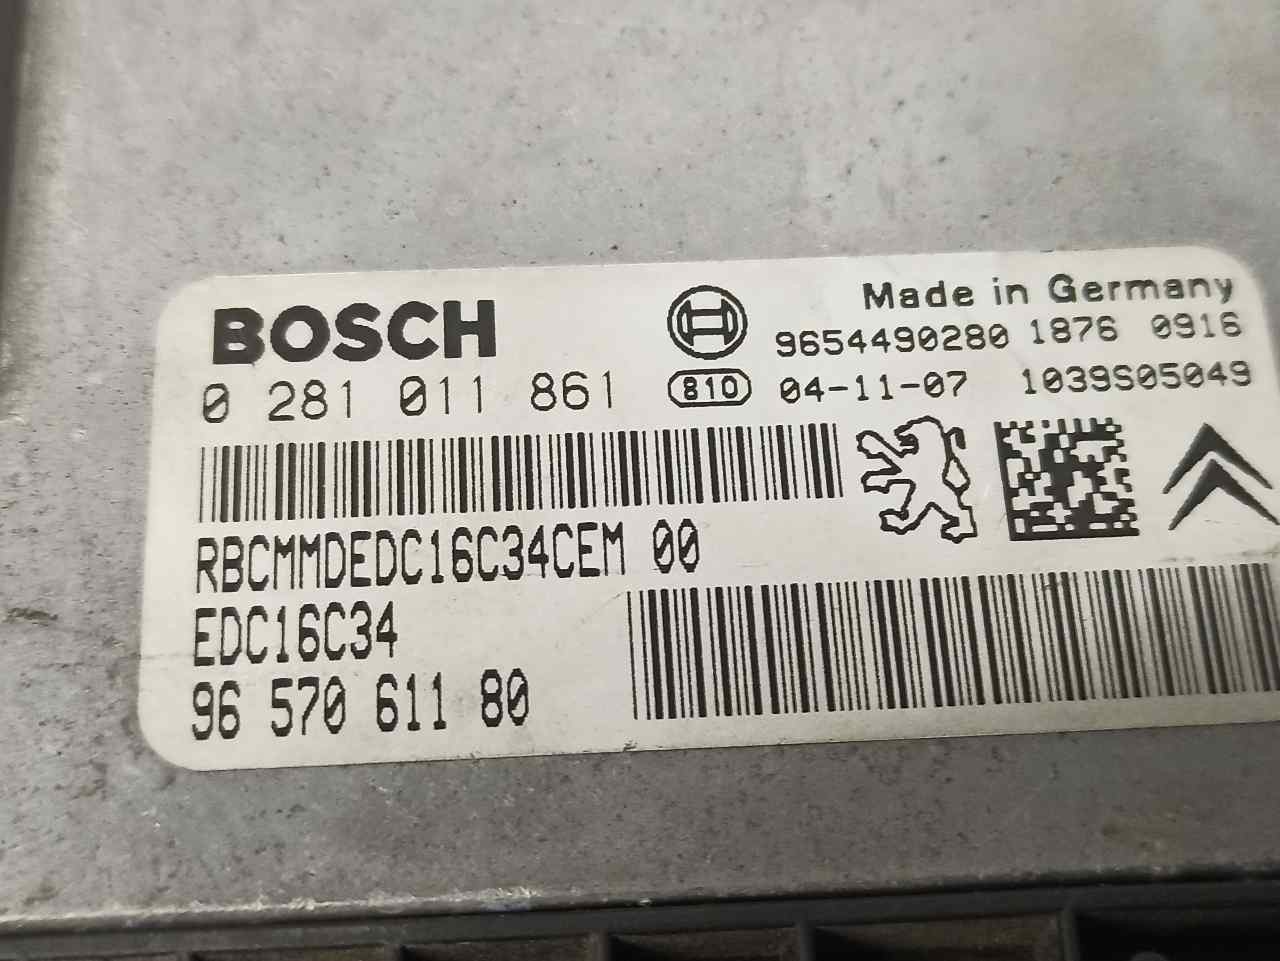 BOSCH
0 281 011 861
Made in Germany
9654490280 1876 0916
810 04-11-07 1039S05049
RBCMMDEDC16C34CEM 00
EDC16C34
96 570 611 80